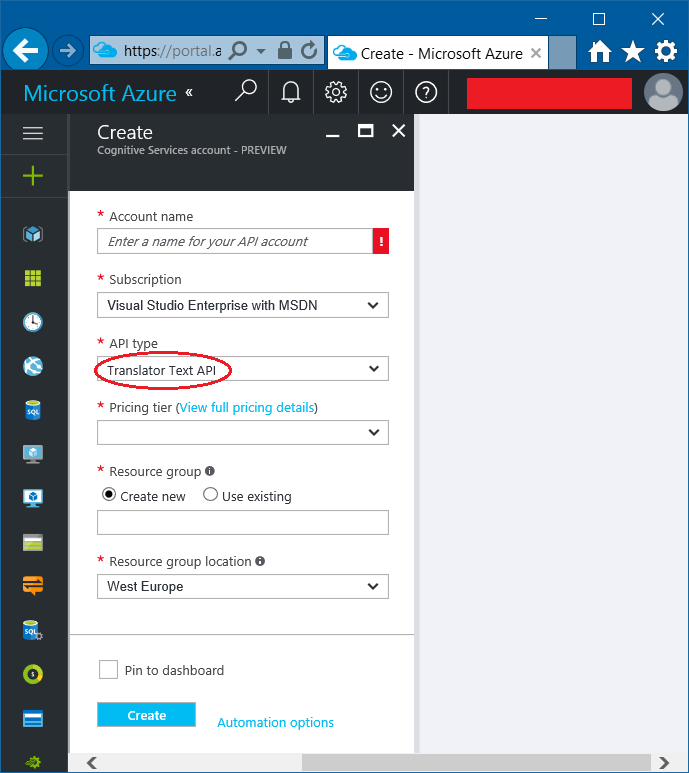 https://portal.a
Create - Microsoft Azure
Microsoft Azure «
Create
Cognitive Services account - PREVIEW
* Account name
Enter a name for your API account
!
* Subscription
Visual Studio Enterprise with MSDN
* API type
Translator Text API
* Pricing tier (View full pricing details)
* Resource group
Create new
Use existing
* Resource group location
West Europe
Pin to dashboard
Create
Automation options
SQL
SQL